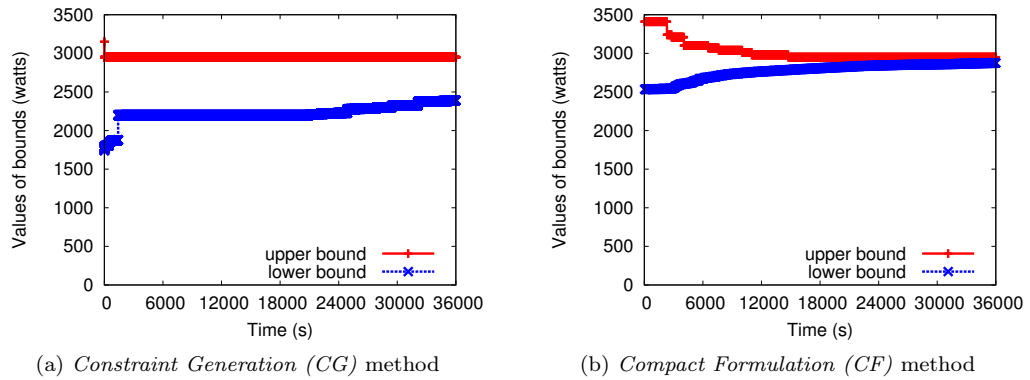 3500
3000
2500
2000
1500
1000
500
0
Values of bounds (watts)
upper bound
lower bound
0 6000 12000 18000 24000 30000 36000
Time (s)
(a) Constraint Generation (CG) method
3500
3000
2500
2000
1500
1000
500
0
Values of bounds (watts)
upper bound
lower bound
0 6000 12000 18000 24000 30000 36000
Time (s)
(b) Compact Formulation (CF) method